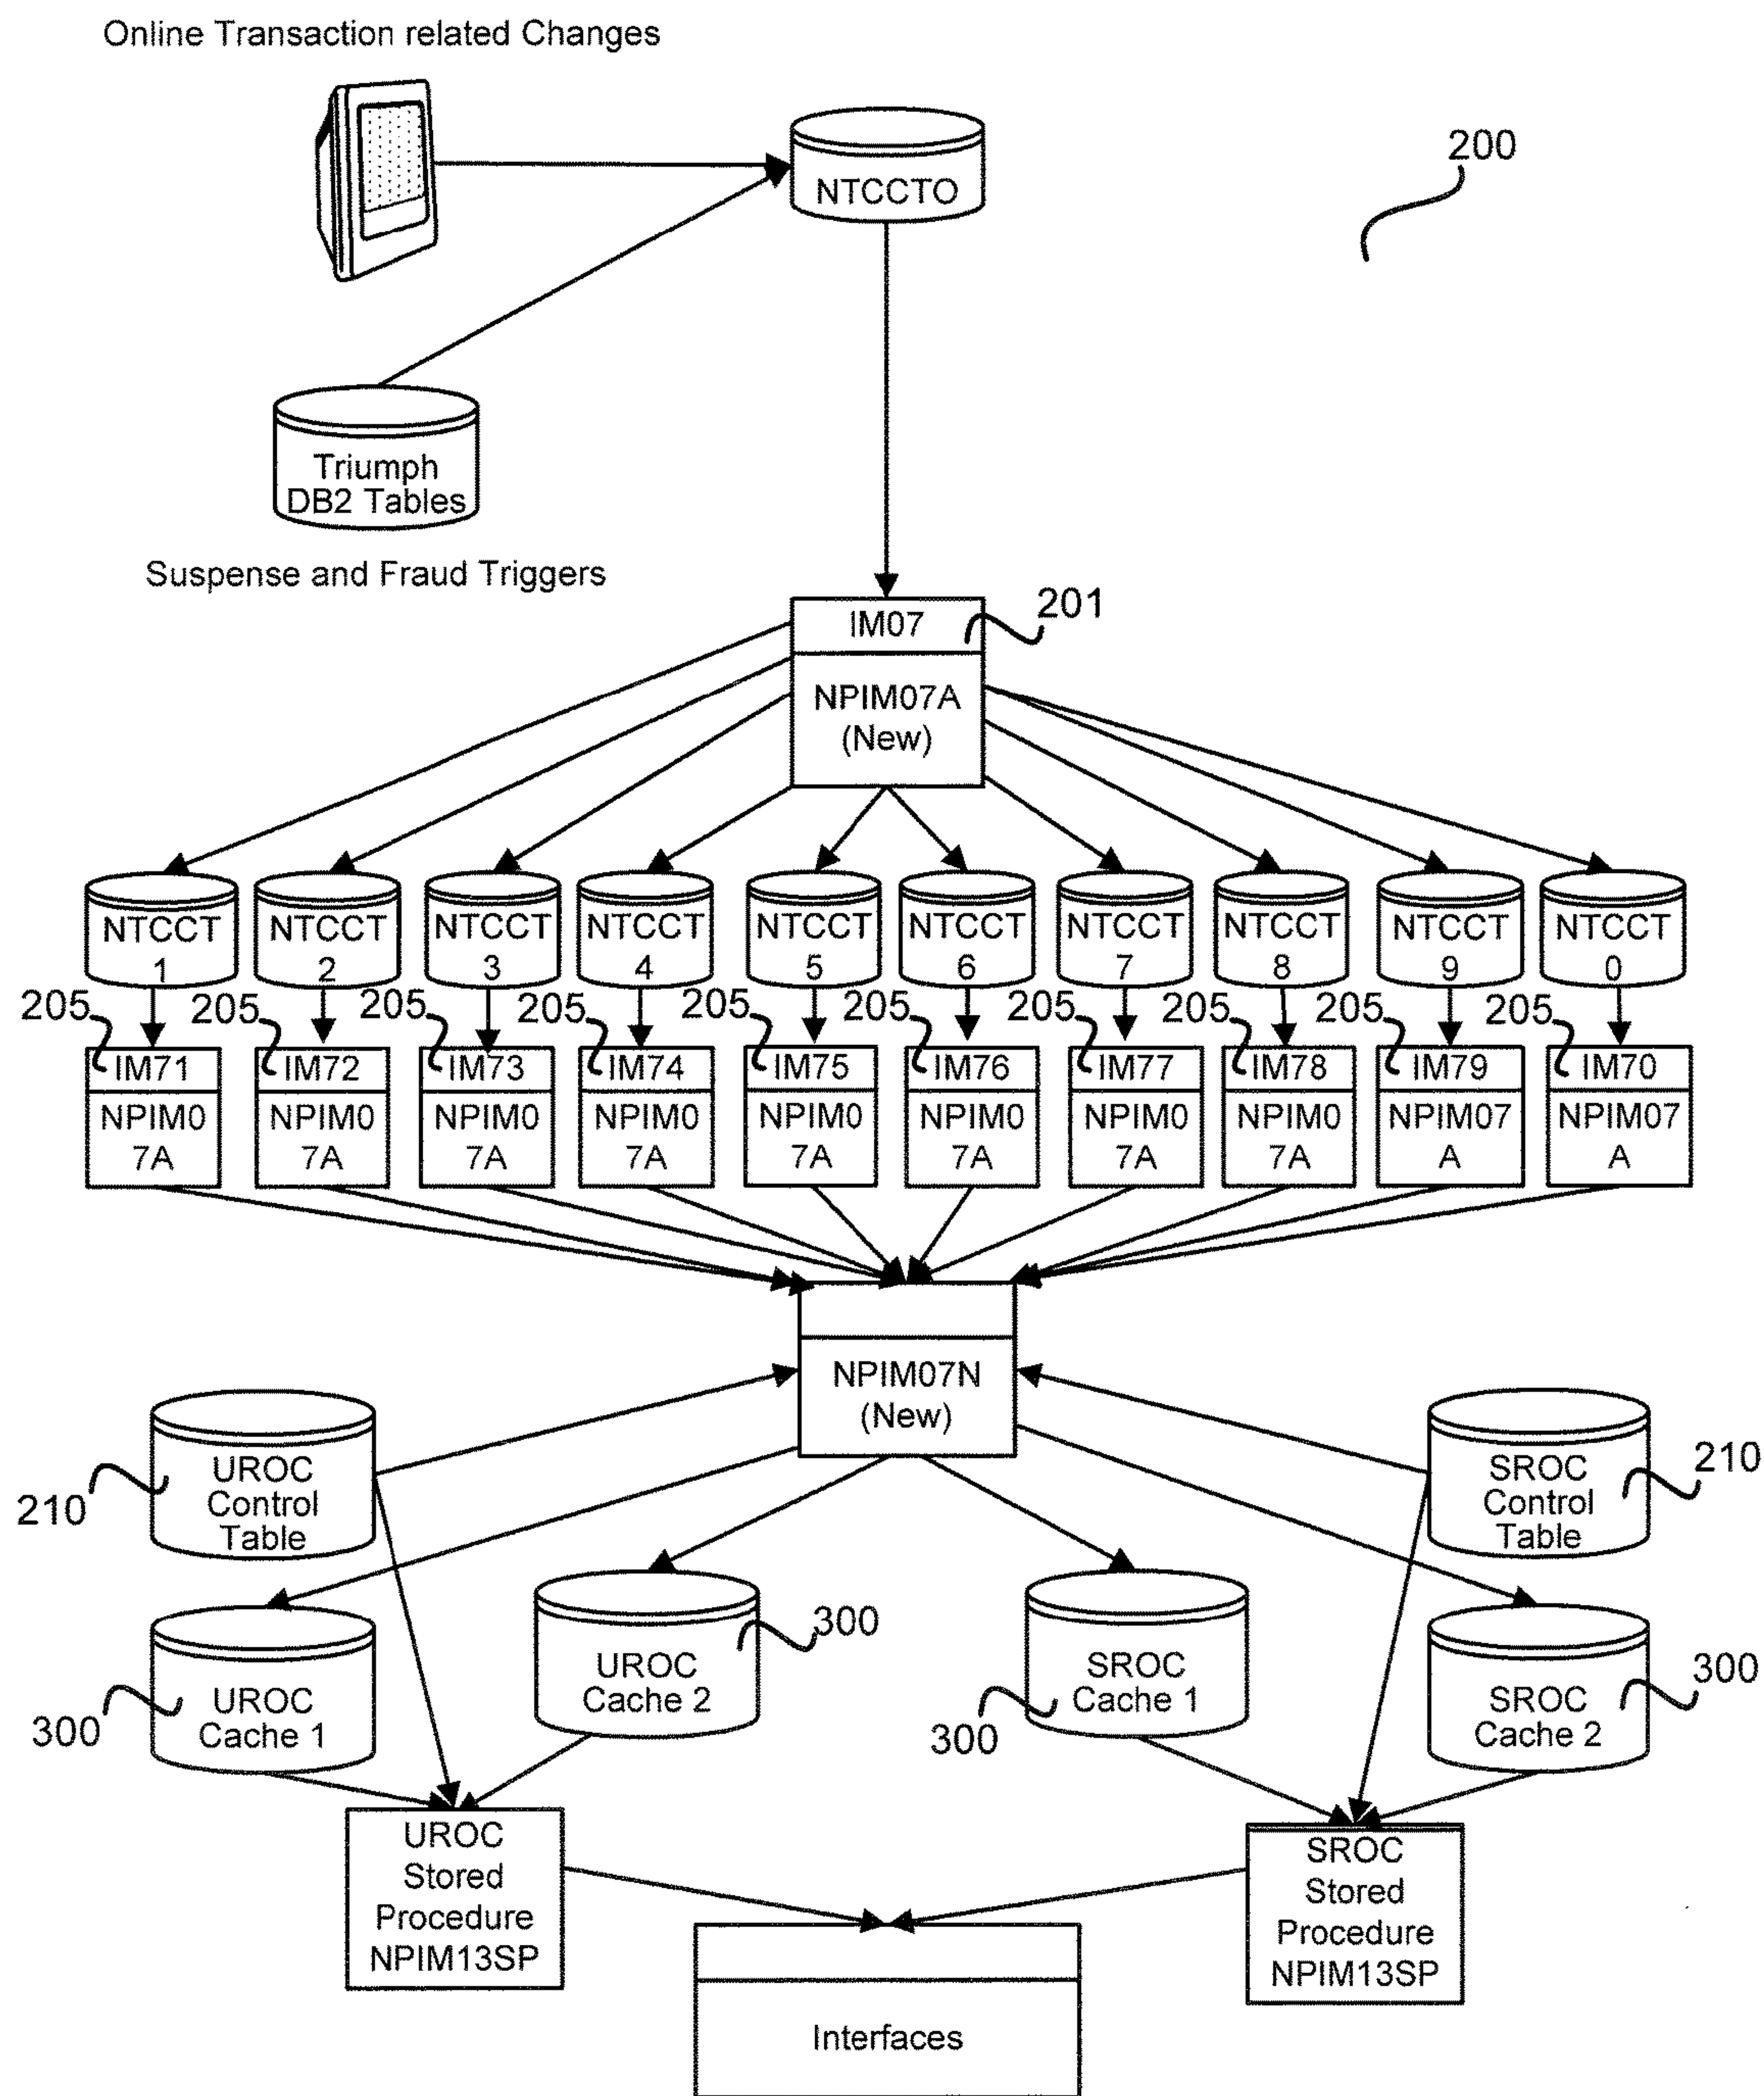 Online Transaction related Changes
NTCCTO
200
Triumph
DB2 Tables
Suspense and Fraud Triggers
IM07
201
NPIM07A
(New)
NTCCT
1
NTCCT
2
NTCCT
3
NTCCT
4
NTCCT
5
NTCCT
6
NTCCT
7
NTCCT
8
NTCCT
9
NTCCT
0
205
205
205
205
205
205
205
205
205
205
IM71
IM72
IM73
IM74
IM75
IM76
IM77
IM78
IM79
IM70
NPIM0
7A
NPIM0
7A
NPIM0
7A
NPIM0
7A
NPIM0
7A
NPIM0
7A
NPIM0
7A
NPIM0
7A
NPIM07
A
NPIM07
A
NPIM07N
(New)
UROC
Control
Table
210
SROC
Control
Table
210
UROC
Cache 1
300
UROC
Cache 2
300
SROC
Cache 1
300
SROC
Cache 2
300
UROC
Stored
Procedure
NPIM13SP
SROC
Stored
Procedure
NPIM13SP
Interfaces